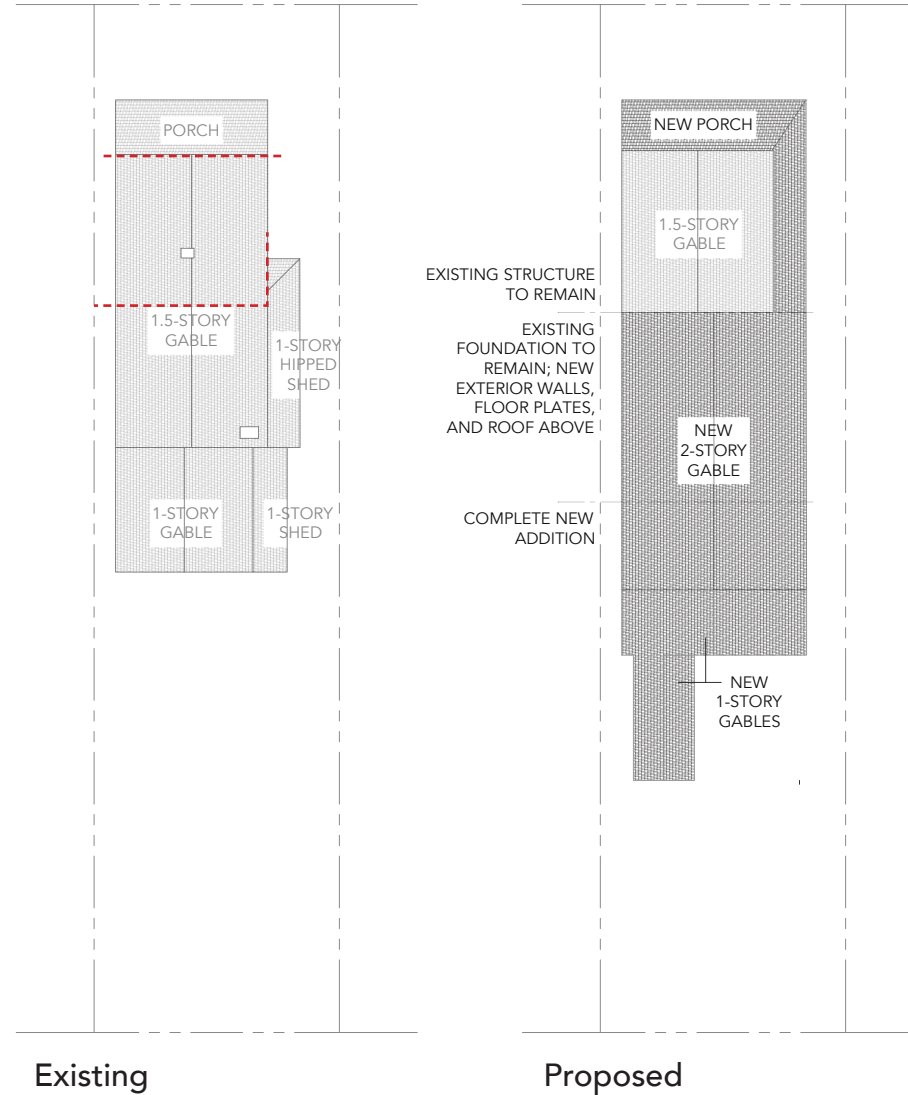 PORCH
1.5-STORY
GABLE
1-STORY
HIPPED
SHED
1-STORY
GABLE
1-STORY
SHED
Existing
NEW PORCH
1.5-STORY
GABLE
EXISTING STRUCTURE
TO REMAIN
EXISTING
FOUNDATION TO
REMAIN; NEW
EXTERIOR WALLS,
FLOOR PLATES,
AND ROOF ABOVE
NEW
2-STORY
GABLE
COMPLETE NEW
ADDITION
NEW
1-STORY
GABLES
Proposed